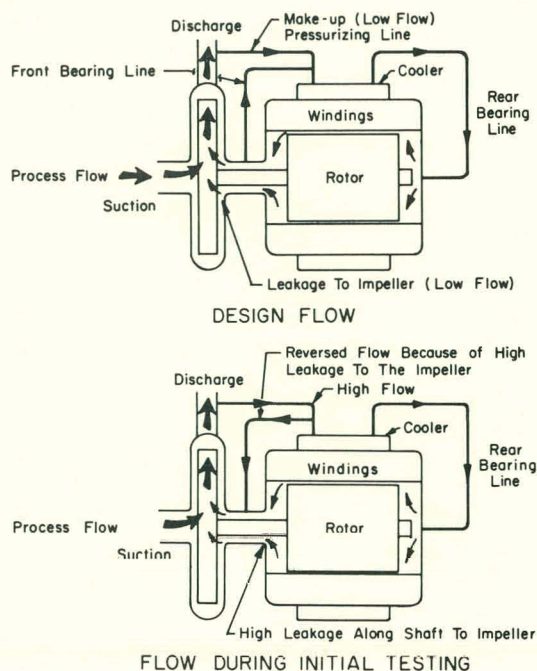 Discharge
Make-up (Low Flow)
Pressurizing Line
Front Bearing Line
Cooler
Windings
Rear
Bearing
Line
Process Flow
Rotor
Suction
Leakage To Impeller (Low Flow)
DESIGN FLOW
Reversed Flow Because of High
Leakage To The Impeller
Discharge
High Flow
Cooler
Windings
Rear
Bearing
Line
Process Flow
Rotor
Suction
High Leakage Along Shaft To Impeller
FLOW DURING INITIAL TESTING